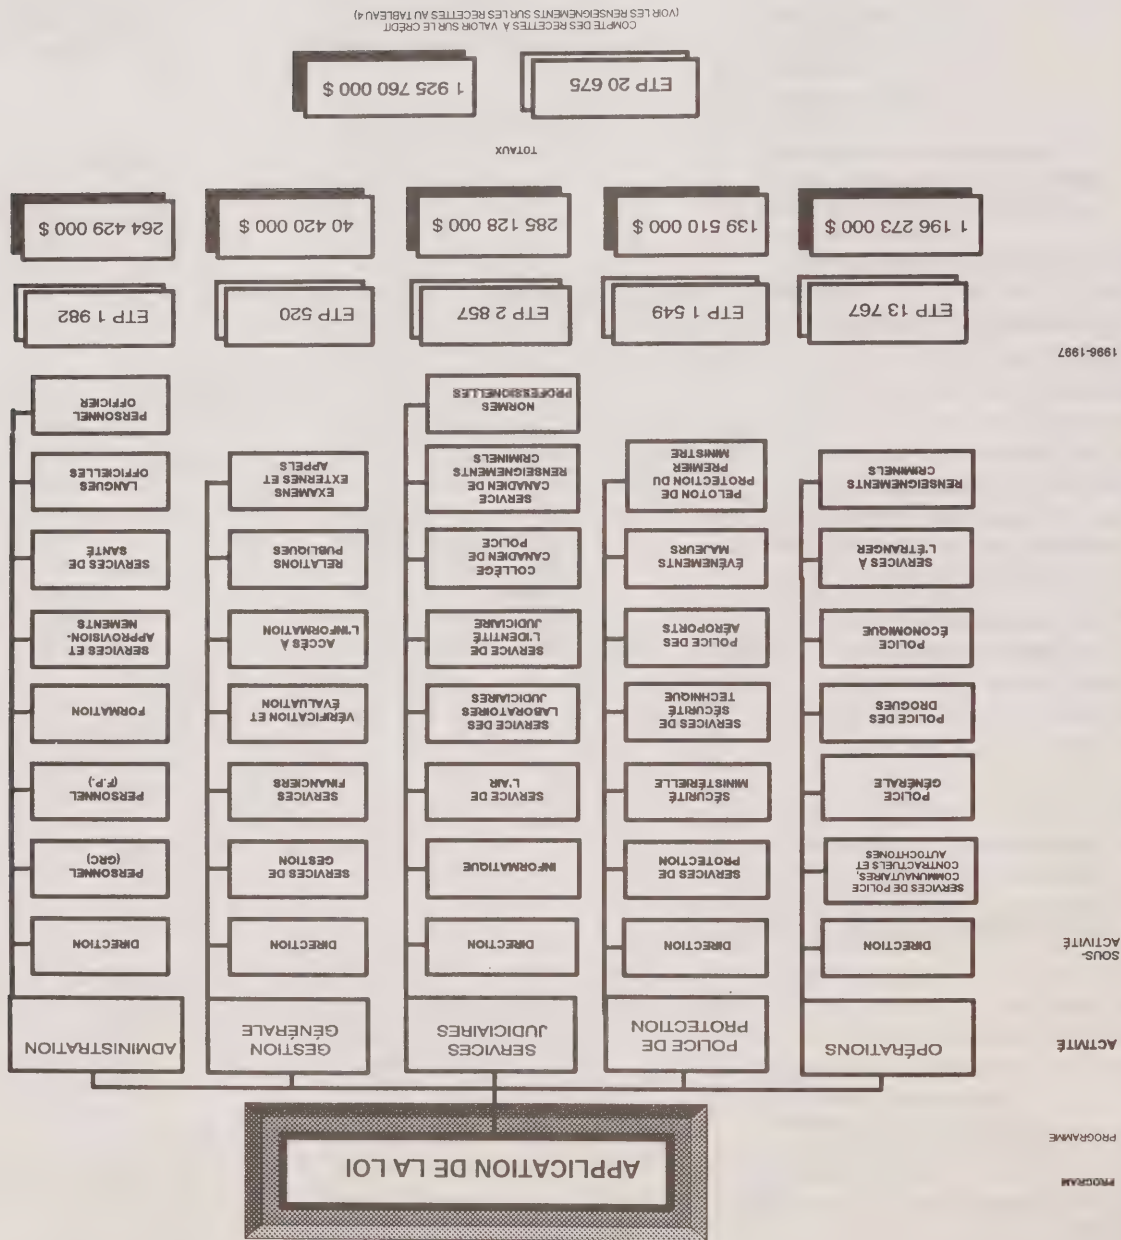 PROGRAM
PROGRAMME
APPLICATION DE LA LOI
ACTIVITÉ
SOUS-
ACTIVITÉ
OPÉRATIONS
DIRECTION
SERVICES DE POLICE
COMMUNAUTAIRES,
CONTRACTUELS ET
AUTOCHTONES
POLICE
GÉNÉRALE
POLICE DES
DROGUES
POLICE
ÉCONOMIQUE
SERVICES À
L'ÉTRANGER
RENSEIGNEMENTS
CRIMINELS
POLICE DE
PROTECTION
DIRECTION
SERVICES DE
PROTECTION
SÉCURITÉ
MINISTÉRIELLE
SERVICES DE
SÉCURITÉ
TECHNIQUE
POLICE DES
AÉROPORTS
ÉVÉNEMENTS
MAJEURS
PELOTON DE
PROTECTION DU
PREMIER
MINISTRE
SERVICES
JUDICIAIRES
DIRECTION
INFORMATIQUE
SERVICE DE
L'AIR
SERVICE DES
LABORATOIRES
JUDICIAIRES
SERVICE DE
L'IDENTITÉ
JUDICIAIRE
COLLÈGE
CANADIEN DE
POLICE
SERVICE
CANADIEN DE
RENSEIGNEMENTS
CRIMINELS
NORMES
PROFESSIONELLES
GESTION
GÉNÉRALE
DIRECTION
SERVICES DE
GESTION
SERVICES
FINANCIERS
VÉRIFICATION ET
ÉVALUATION
ACCÈS À
L'INFORMATION
RELATIONS
PUBLIQUES
EXAMENS
EXTERNES ET
APPELS
ADMINISTRATION
DIRECTION
PERSONNEL
(GRC)
PERSONNEL
(F.P.)
FORMATION
SERVICES ET
APPROVISION-
NEMENTS
SERVICES DE
SANTÉ
LANGUES
OFFICIELLES
PERSONNEL
OFFICIER
1996-1997
ETP 13 767
ETP 1 549
ETP 2 857
ETP 520
ETP 1 982
1 196 273 000 $
139 510 000 $
285 128 000 $
40 420 000 $
264 429 000 $
TOTAUX
ETP 20 675
1 925 760 000 $
COMPTE DES RECETTES À VALOIR SUR LE CRÉDIT
(VOIR LES RENSEIGNEMENTS SUR LES RECETTES AU TABLEAU 4)